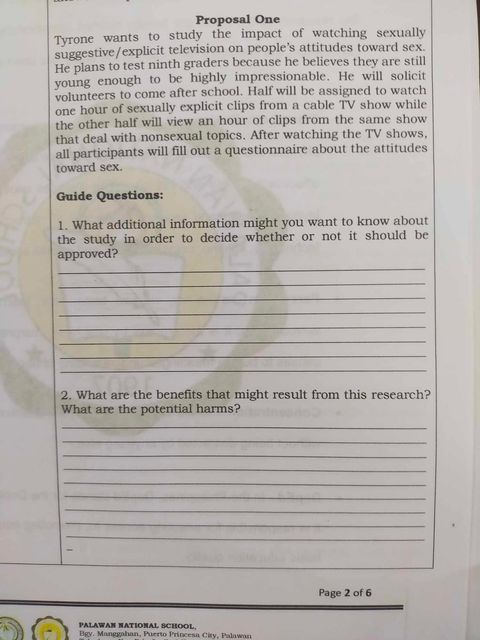 Proposal One
Tyrone wants to study the impact of watching sexually
suggestive/explicit television on people's attitudes toward sex.
He plans to test ninth graders because he believes they are still
young enough to be highly impressionable. He will solicit
volunteers to come after school. Half will be assigned to watch
one hour of sexually explicit clips from a cable TV show while
the other half will view an hour of clips from the same show
that deal with nonsexual topics. After watching the TV shows,
all participants will fill out a questionnaire about the attitudes
toward sex.
Guide Questions:
1. What additional information might you want to know about
the study in order to decide whether or not it should be
approved?
2. What are the benefits that might result from this research?
What are the potential harms?
Page 2 of 6
PALAWAN NATIONAL SCHOOL,
Bgy. Manggahan, Puerto Princesa City, Palawan